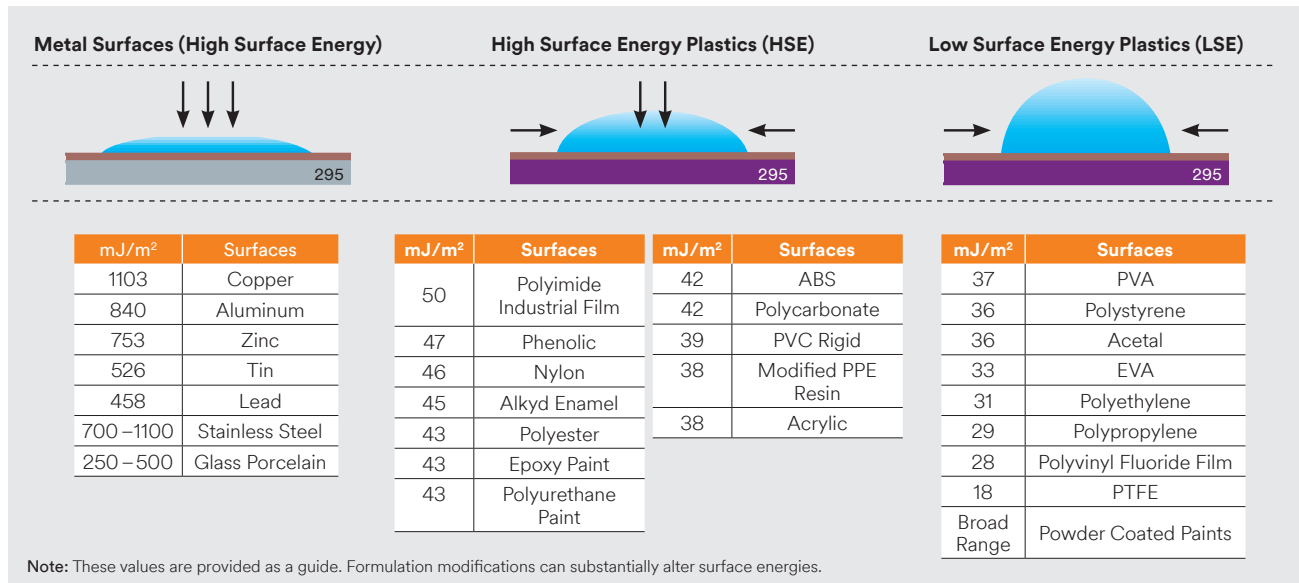 Metal Surfaces (High Surface Energy)
High Surface Energy Plastics (HSE)
Low Surface Energy Plastics (LSE)
295
295
295
mJ/m² Surfaces
1103 Copper
840 Aluminum
753 Zinc
526 Tin
458 Lead
700–1100 Stainless Steel
250–500 Glass Porcelain
mJ/m² Surfaces
50 Polyimide
Industrial Film
47 Phenolic
46 Nylon
45 Alkyd Enamel
43 Polyester
43 Epoxy Paint
43 Polyurethane
Paint
mJ/m² Surfaces
42 ABS
42 Polycarbonate
39 PVC Rigid
38 Modified PPE
Resin
38 Acrylic
mJ/m² Surfaces
37 PVA
36 Polystyrene
36 Acetal
33 EVA
31 Polyethylene
29 Polypropylene
28 Polyvinyl Fluoride Film
18 PTFE
Broad
Range Powder Coated Paints
Note: These values are provided as a guide. Formulation modifications can substantially alter surface energies.